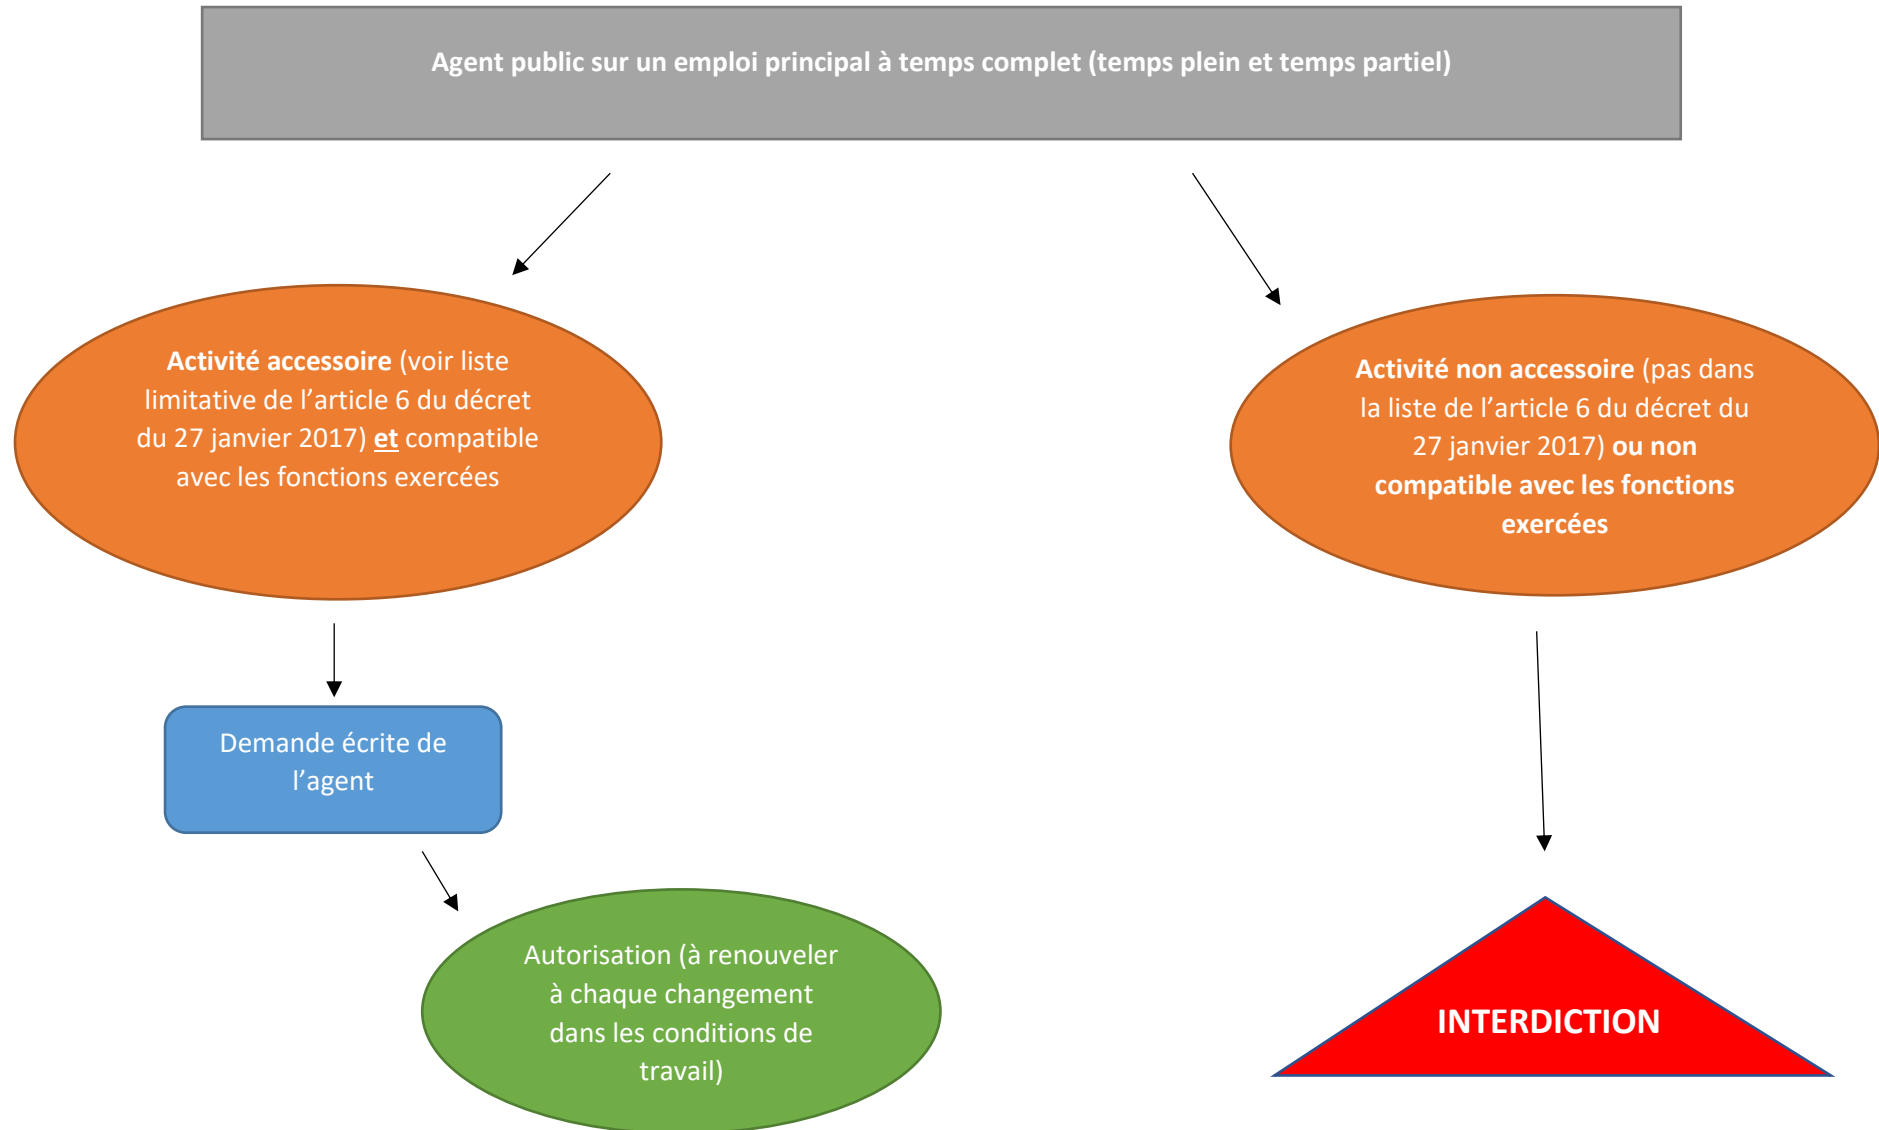 Agent public sur un emploi principal à temps complet (temps plein et temps partiel)
Activité accessoire (voir liste
limitative de l’article 6 du décret
du 27 janvier 2017) et compatible
avec les fonctions exercées
Activité non accessoire (pas dans
la liste de l’article 6 du décret du
27 janvier 2017) ou non
compatible avec les fonctions
exercées
Demande écrite de
l’agent
Autorisation (à renouveler
à chaque changement
dans les conditions de
travail)
INTERDICTION